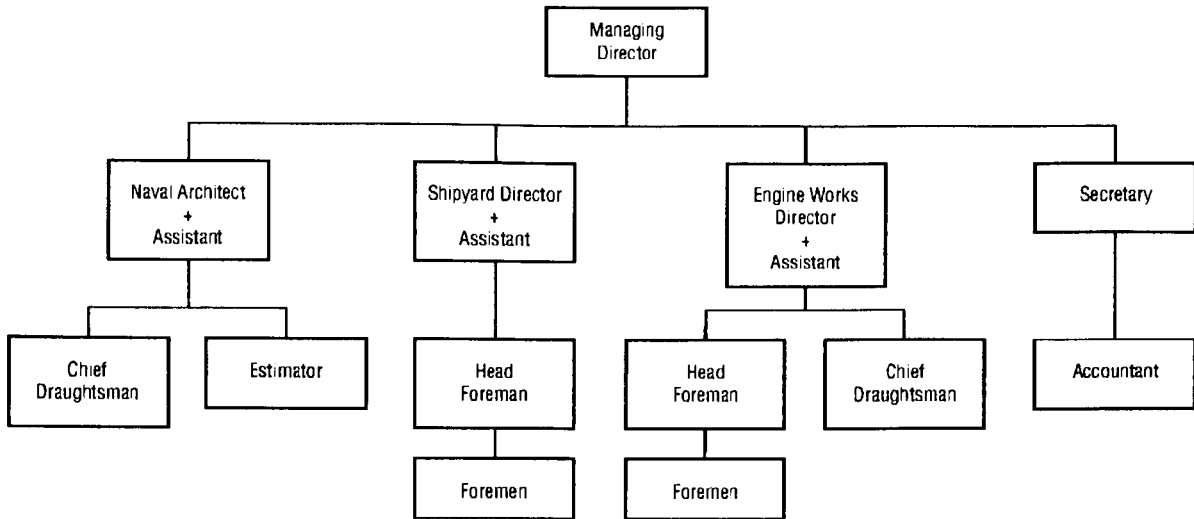 Managing
Director
Naval Architect
+
Assistant
Shipyard Director
+
Assistant
Engine Works
Director
+
Assistant
Secretary
Chief
Draughtsman
Estimator
Head
Foreman
Head
Foreman
Chief
Draughtsman
Accountant
Foremen
Foremen